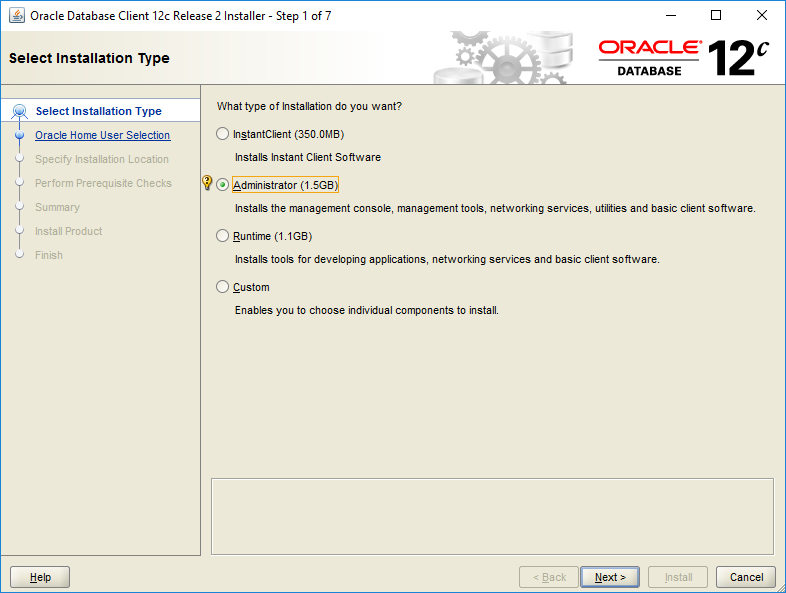 Oracle Database Client 12c Release 2 Installer - Step 1 of 7
Select Installation Type
ORACLE
DATABASE
12c
Select Installation Type
Oracle Home User Selection
Specify Installation Location
Perform Prerequisite Checks
Summary
Install Product
Finish
What type of Installation do you want?
InstantClient (350.0MB)
Installs Instant Client Software
Administrator (1.5GB)
Installs the management console, management tools, networking services, utilities and basic client software.
Runtime (1.1GB)
Installs tools for developing applications, networking services and basic client software.
Custom
Enables you to choose individual components to install.
Help
< Back
Next >
Install
Cancel